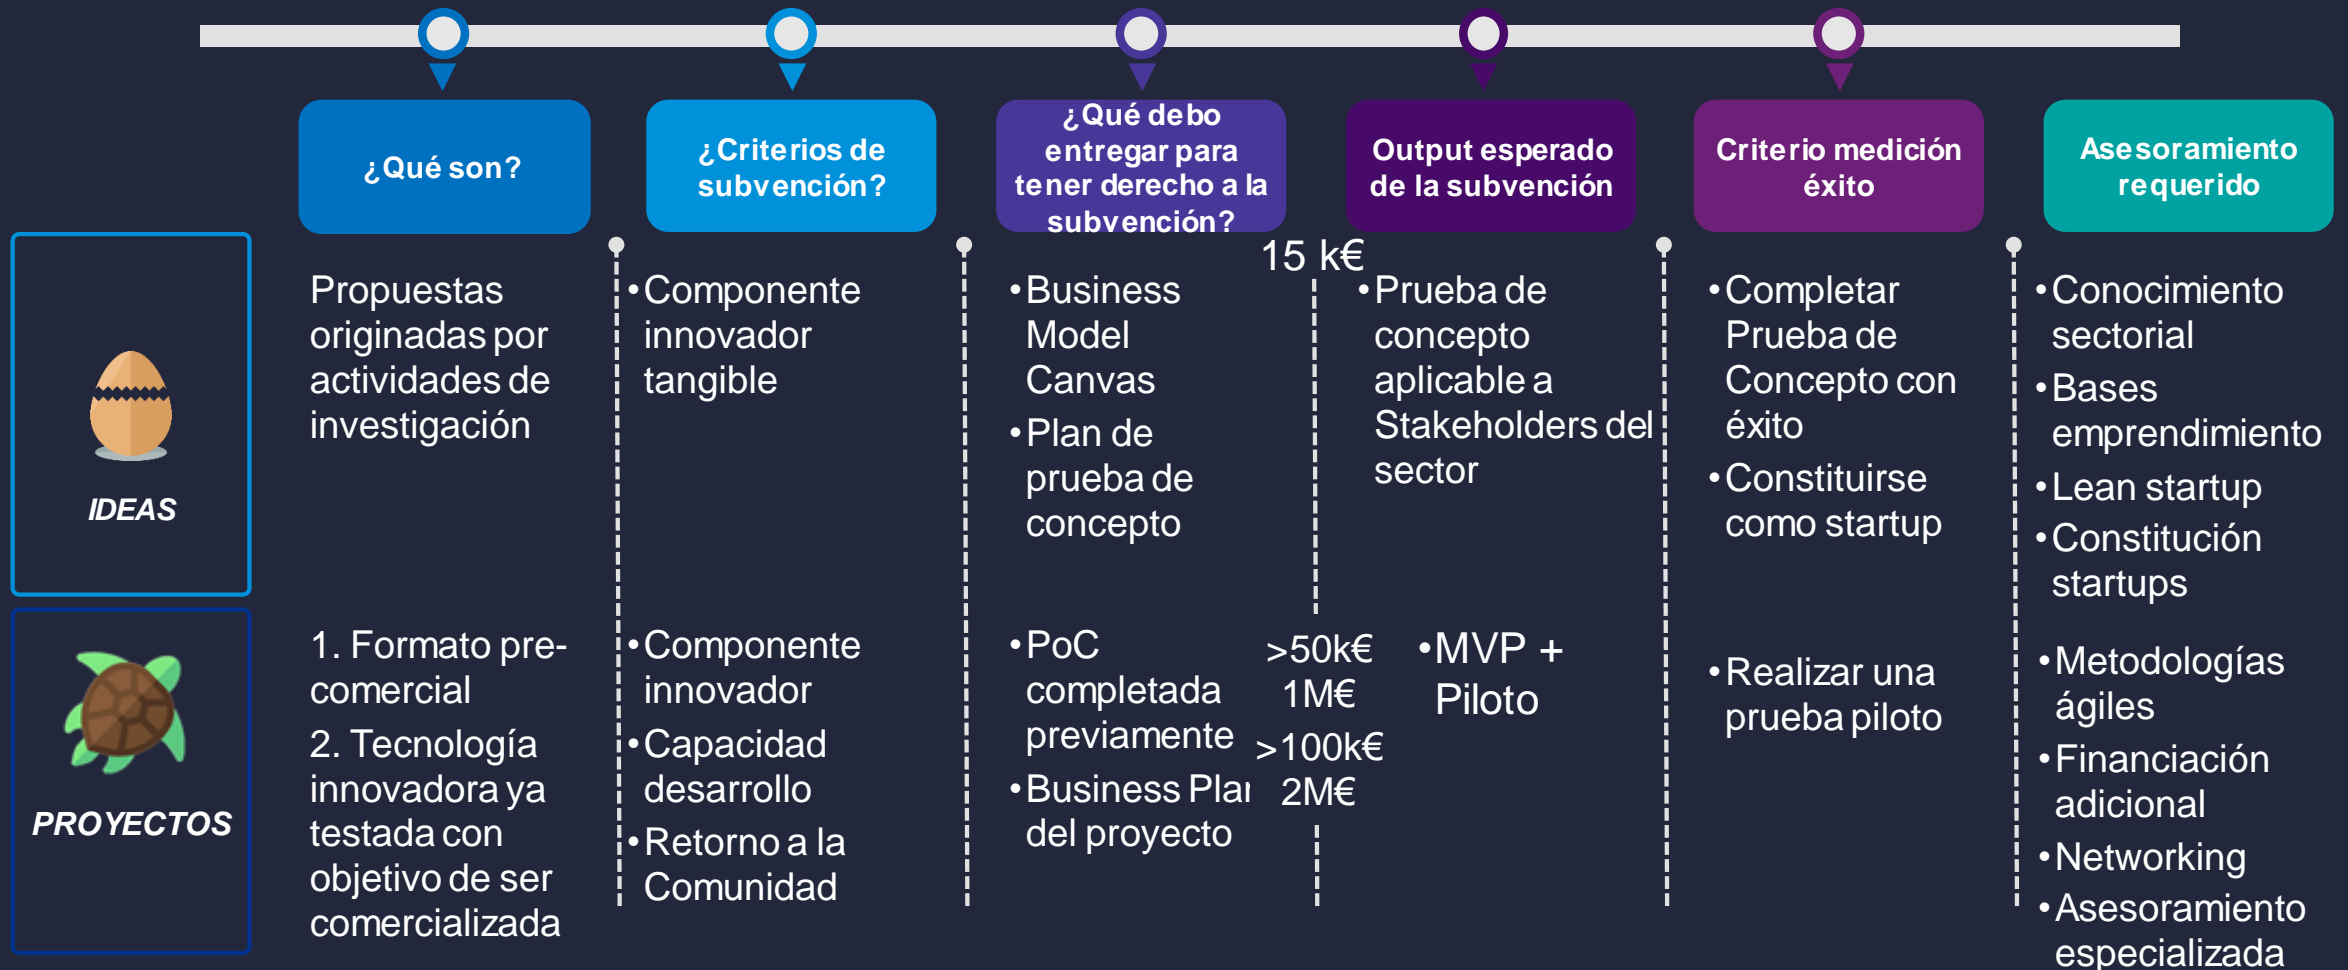 ¿Qué son?
¿Criterios de
subvención?
¿Qué debo
entregar para
tener derecho a la
subvención?
Output esperado
de la subvención
Criterio medición
éxito
Asesoramiento
requerido
IDEAS
Propuestas
originadas por
actividades de
investigación
•Componente
innovador
tangible
•Business
Model
Canvas
•Plan de
prueba de
concepto
15 k€
•Prueba de
concepto
aplicable a
Stakeholders del
sector
•Completar
Prueba de
Concepto con
éxito
•Constituirse
como startup
•Conocimiento
sectorial
•Bases
emprendimiento
•Lean startup
•Constitución
startups
PROYECTOS
1. Formato pre-
comercial
2. Tecnología
innovadora ya
testada con
objetivo de ser
comercializada
•Componente
innovador
•Capacidad
desarrollo
•Retorno a la
Comunidad
•PoC
completada
previamente
•Business Plan
del proyecto
>50k€
1M€
>100k€
2M€
•MVP +
Piloto
•Realizar una
prueba piloto
•Metodologías
ágiles
•Financiación
adicional
•Networking
•Asesoramiento
especializada